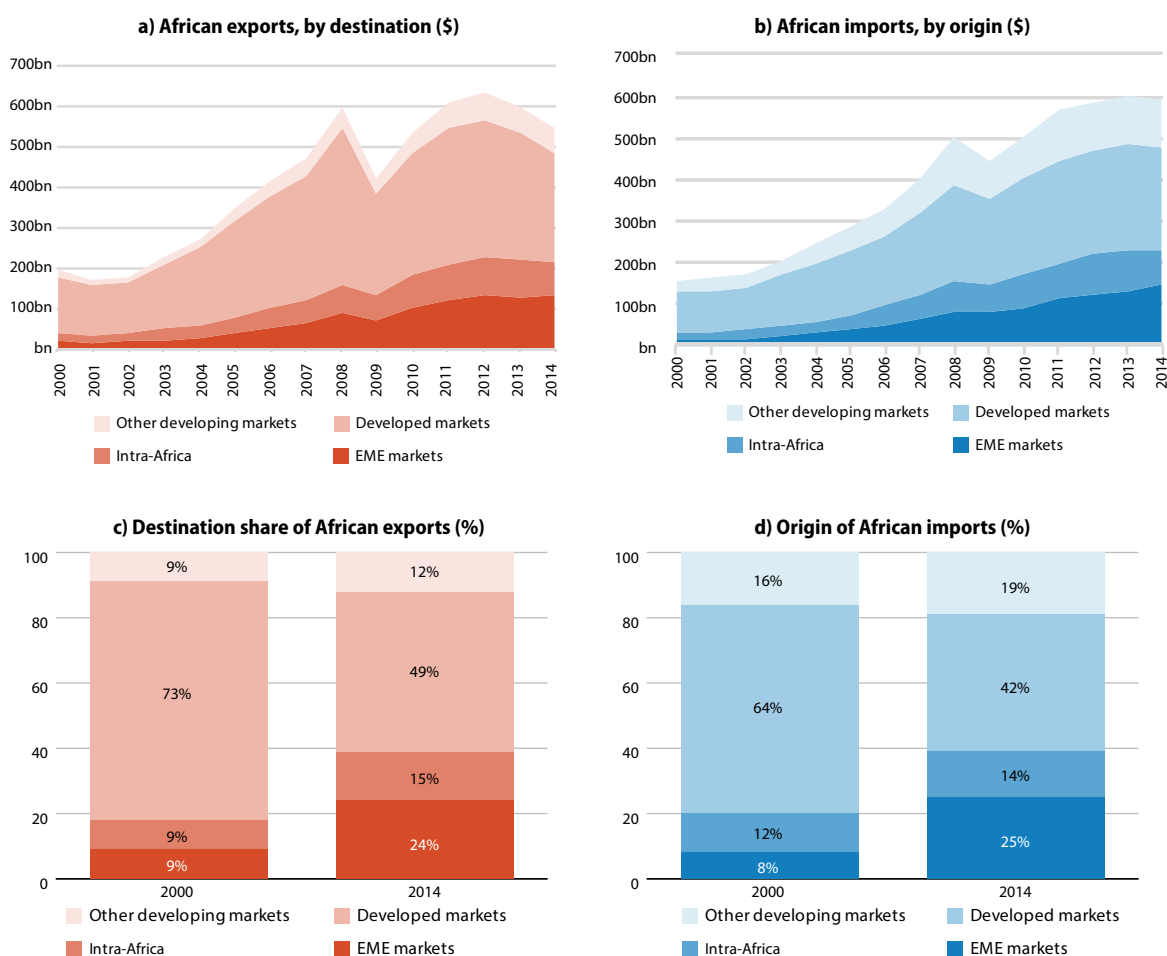 a) African exports, by destination ($)
700bn
600bn
500bn
400bn
300bn
200bn
100bn
bn
2000
2001
2002
2003
2004
2005
2006
2007
2008
2009
2010
2011
2012
2013
2014
Other developing markets
Developed markets
Intra-Africa
EME markets
b) African imports, by origin ($)
700bn
600bn
500bn
400bn
300bn
200bn
100bn
bn
2000
2001
2002
2003
2004
2005
2006
2007
2008
2009
2010
2011
2012
2013
2014
Other developing markets
Developed markets
Intra-Africa
EME markets
c) Destination share of African exports (%)
100
80
60
40
20
0
9%
73%
9%
9%
12%
49%
15%
24%
2000
2014
Other developing markets
Developed markets
Intra-Africa
EME markets
d) Origin of African imports (%)
100
80
60
40
20
0
16%
64%
12%
8%
19%
42%
14%
25%
2000
2014
Other developing markets
Developed markets
Intra-Africa
EME markets